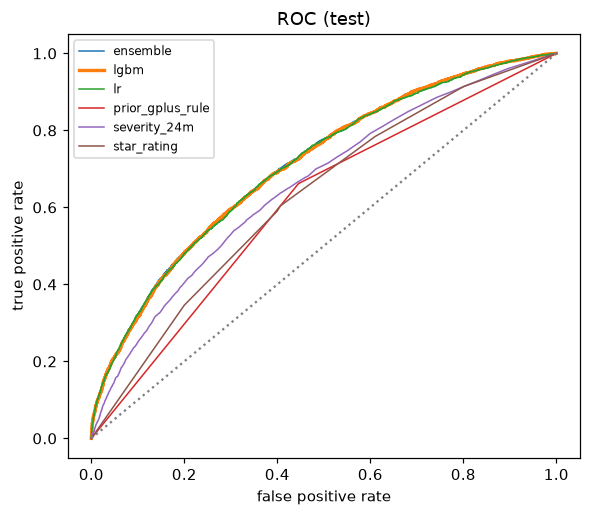 ROC (test)
ensemble
lgbm
lr
prior_gplus_rule
severity_24m
star_rating
true positive rate
1.0
0.8
0.6
0.4
0.2
0.0
0.0 0.2 0.4 0.6 0.8 1.0
false positive rate